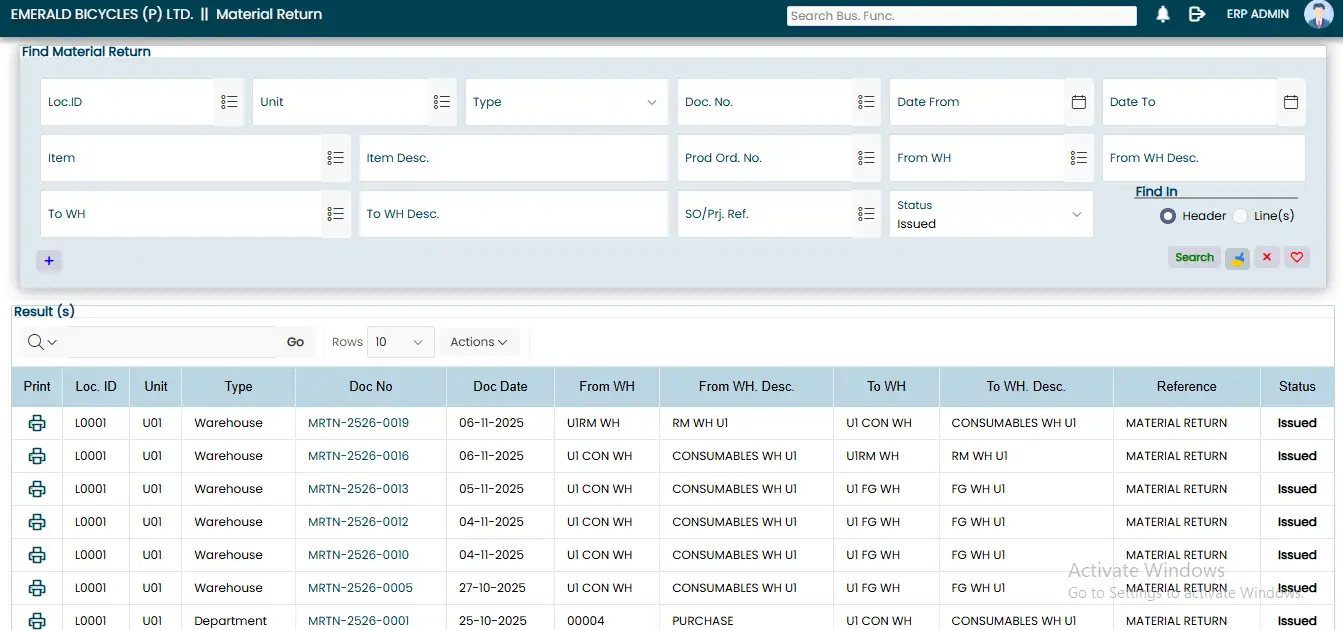 EMERALD BICYCLES (P) LTD. || Material Return Search Bus. Func. ERP ADMIN
Find Material Return
Loc.ID Unit Type Doc. No. Date From Date To
Item Item Desc. Prod Ord. No. From WH From WH Desc.
Find In
To WH To WH Desc. SO/Prj. Ref. Status
Issued
Header Line(s)
+ Search
Result (s)
Go Rows 10 Actions
Print Loc. ID Unit Type Doc No Doc Date From WH From WH. Desc. To WH To WH. Desc. Reference Status
L0001 U01 Warehouse MRTN-2526-0019 06-11-2025 U1RM WH RM WH U1 U1 CON WH CONSUMABLES WH U1 MATERIAL RETURN Issued
L0001 U01 Warehouse MRTN-2526-0016 06-11-2025 U1 CON WH CONSUMABLES WH U1 U1RM WH RM WH U1 MATERIAL RETURN Issued
L0001 U01 Warehouse MRTN-2526-0013 05-11-2025 U1 CON WH CONSUMABLES WH U1 U1 FG WH FG WH U1 MATERIAL RETURN Issued
L0001 U01 Warehouse MRTN-2526-0012 04-11-2025 U1 CON WH CONSUMABLES WH U1 U1 FG WH FG WH U1 MATERIAL RETURN Issued
L0001 U01 Warehouse MRTN-2526-0010 04-11-2025 U1 CON WH CONSUMABLES WH U1 U1 FG WH FG WH U1 MATERIAL RETURN Issued
Activate Windows
L0001 U01 Warehouse MRTN-2526-0005 27-10-2025 U1 CON WH CONSUMABLES WH U1 U1 FG WH FG WH U1 MATERIAL RETURN Issued
Go to Settings to activate Windows.
L0001 U01 Department MRTN-2526-0001 25-10-2025 00004 PURCHASE U1 CON WH CONSUMABLES WH U1 MATERIAL RETURN Issued